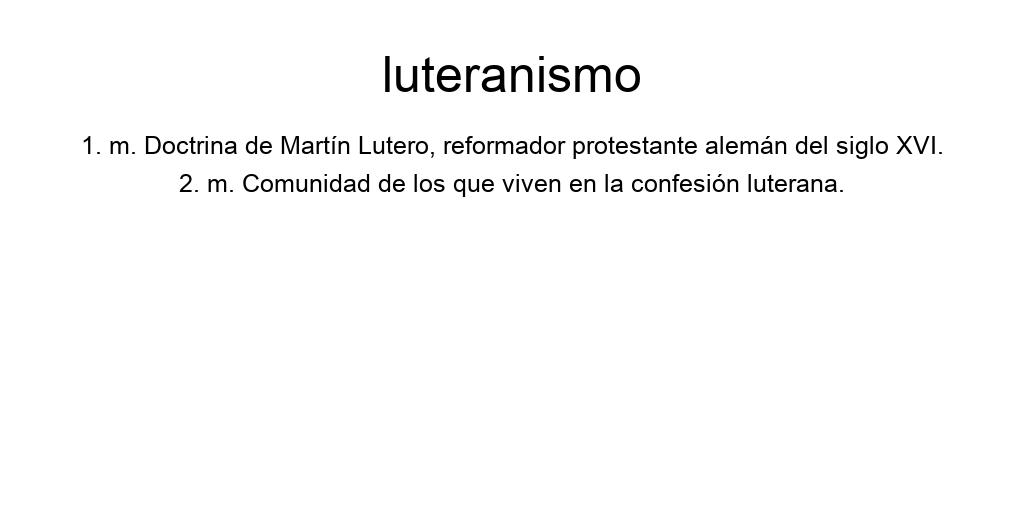 luteranismo
1. m. Doctrina de Martín Lutero, reformador protestante alemán del siglo XVI.
2. m. Comunidad de los que viven en la confesión luterana.